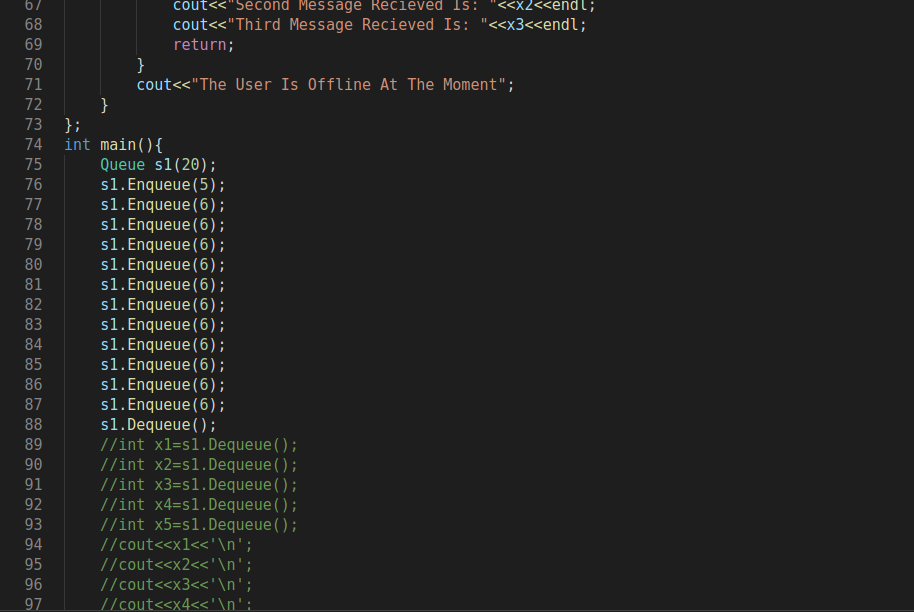 67 cout<<"Second Message Recieved Is: "<<x2<<endl;
68 cout<<"Third Message Recieved Is: "<<x3<<endl;
69 return;
70 }
71 cout<<"The User Is Offline At The Moment";
72 }
73 };
74 int main(){
75 Queue s1(20);
76 s1.Enqueue(5);
77 s1.Enqueue(6);
78 s1.Enqueue(6);
79 s1.Enqueue(6);
80 s1.Enqueue(6);
81 s1.Enqueue(6);
82 s1.Enqueue(6);
83 s1.Enqueue(6);
84 s1.Enqueue(6);
85 s1.Enqueue(6);
86 s1.Enqueue(6);
87 s1.Enqueue(6);
88 s1.Dequeue();
89 //int x1=s1.Dequeue();
90 //int x2=s1.Dequeue();
91 //int x3=s1.Dequeue();
92 //int x4=s1.Dequeue();
93 //int x5=s1.Dequeue();
94 //cout<<x1<<'\n';
95 //cout<<x2<<'\n';
96 //cout<<x3<<'\n';
97 //cout<<x4<<'\n';